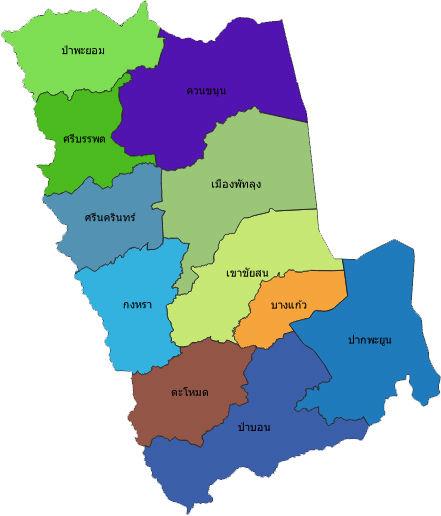 ป่าพะยอม
ควนขนุน
ศรีบรรพต
เมืองพัทลุง
ศรีนครินทร์
เขาชัยสน
กงหรา
บางแก้ว
ปากพะยูน
ตะโหมด
ป่าบอน